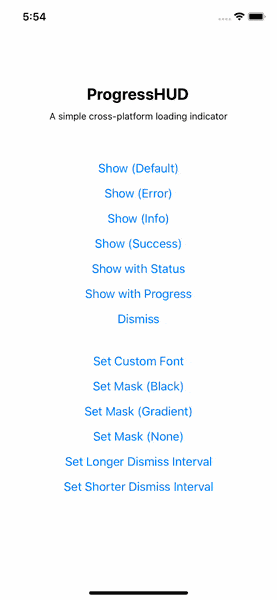 5:54
ProgressHUD
A simple cross-platform loading indicator
Show (Default)
Show (Error)
Show (Info)
Show (Success)
Show with Status
Show with Progress
Dismiss
Set Custom Font
Set Mask (Black)
Set Mask (Gradient)
Set Mask (None)
Set Longer Dismiss Interval
Set Shorter Dismiss Interval